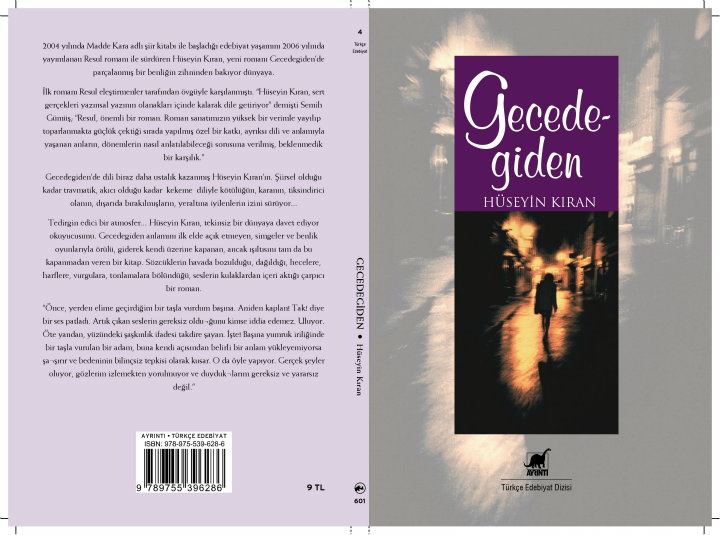 2004 yılında Madde Kara adlı şiir kitabı ile başladığı edebiyat yaşamını 2006 yılında
yayımlanan Resul romanı ile sürdüren Hüseyin Kıran, yeni romanı Gecedegiden'de
parçalanmış bir benliğin zihninden bakıyor dünyaya.
İlk romanı Resul eleştirmenler tarafından övgüyle karşılanmıştı. "Hüseyin Kıran, sert
gerçekleri yazınsal yazının olanakları içinde kalarak dile getiriyor" demişti Semih
Gümüş; "Resul, önemli bir roman. Roman sanatımızın yüksek bir verimle yayılıp
toparlanmakta güçlük çektiği sırada yapılmış özel bir katkı, ayrıksı dili ve anlamıyla
yaşanan anların, dönemlerin nasıl anlatılabileceği sorusuna verilmiş, beklenmedik
bir karşılık."
Gecedegiden'de dili biraz daha ustalık kazanmış Hüseyin Kıran'ın. Şiirsel olduğu
kadar travmatik, akıcı olduğu kadar kekeme diliyle kötülüğün, karanın, tiksindirici
olanın, dışarıda bırakılmışların, yeraltına iyilenlerin izini sürüyor...
Tedirgin edici bir atmosfer... Hüseyin Kıran, tekinsiz bir dünyaya davet ediyor
okuyucusunu. Gecedegiden anlamını ilk elde açık etmeyen, simgeler ve benlik
oyunlarıyla örülü, giderek kendi üzerine kapanan, ancak ışıltısını tam da bu
kapanmadan veren bir kitap. Sözcüklerin havada bozulduğu, dağıldığı, hecelere,
harflere, vurgulara, tonlamalara bölündüğü, seslerin kulaklardan içeri aktığı çarpıcı
bir roman.
"Önce, yerden elime geçirdiğim bir taşla vurdum başına. Aniden kaplan! Tak! diye
bir ses patladı. Artık çıkan seslerin gereksiz oldu¬ğunu kimse iddia edemez. Uluyor.
Öte yandan, yüzündeki şaşkınlık ifadesi takdire şayan. İşte! Başına yumruk iriliğinde
bir taşla vurulan bir adam, buna kendi açısından belirli bir anlam yükleyemiyorsa
şa¬şırır ve bedeninin bilinçsiz tepkisi olarak kusar. O da öyle yapıyor. Gerçek şeyler
oluyor, gözlerim izlemekten yorulmuyor ve duyduk¬larım gereksiz ve yararsız
değil."
AYRINTI • TÜRKÇE EDEBİYAT
ISBN: 978-975-539-628-6
9 789755 396286
9 TL
4
Türkçe
Edebiyat
GECEDEGİDEN • Hüseyin Kıran
601
Gecede-
giden
HÜSEYİN KIRAN
AYRINTI
Türkçe Edebiyat Dizisi